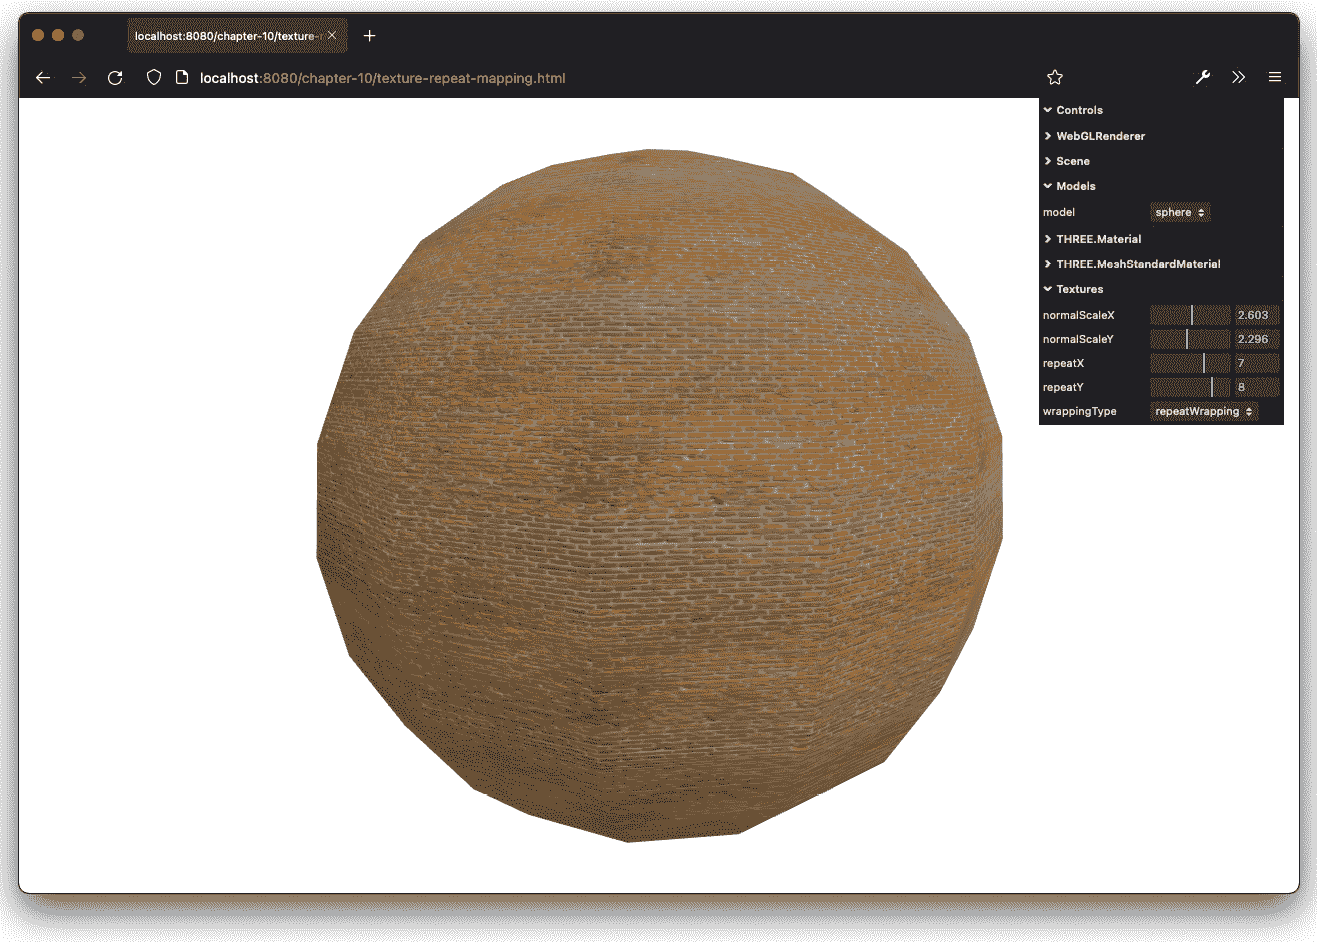 localhost:8080/chapter-10/texture-r
localhost:8080/chapter-10/texture-repeat-mapping.html
Controls
WebGLRenderer
Scene
Models
model sphere
THREE.Material
THREE.MeshStandardMaterial
Textures
normalScaleX 2.603
normalScaleY 2.296
repeatX 7
repeatY 8
wrappingType repeatWrapping